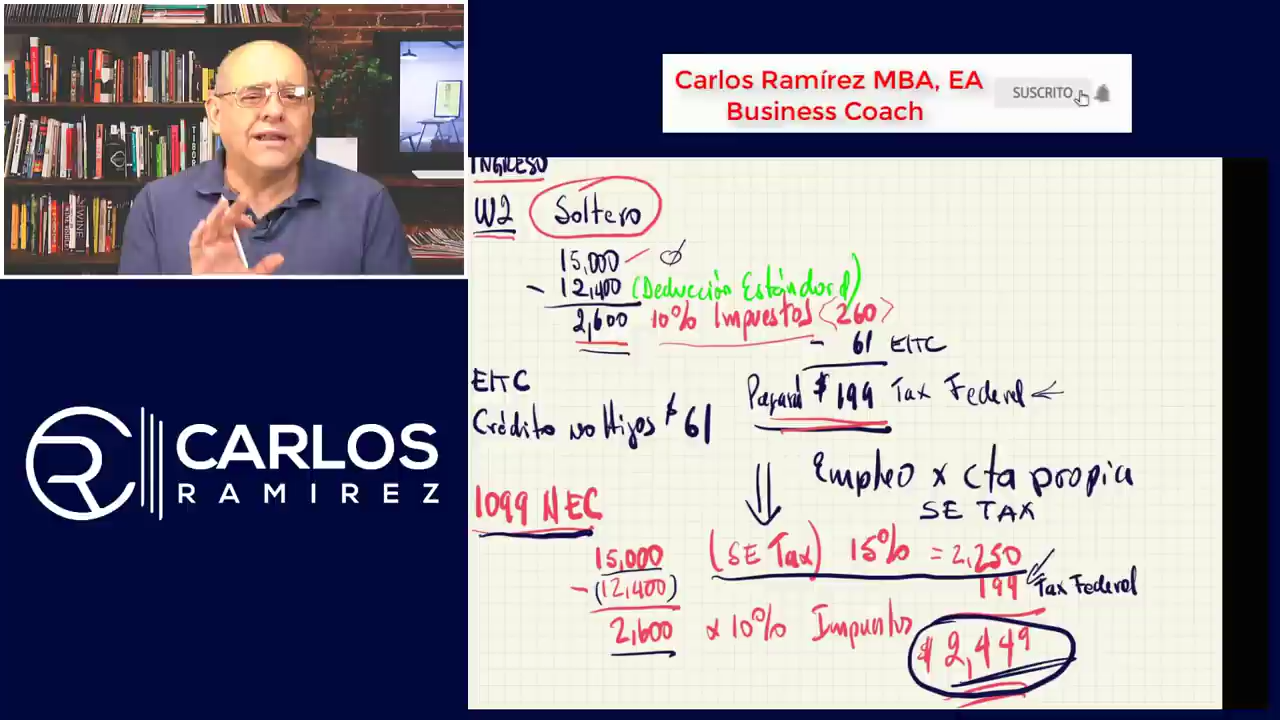 Carlos Ramírez MBA, EA
Business Coach
SUSCRITO
INGRESO
W2 Soltero
15,000
- 12,400 (Deducción Estándard)
2,600 10% Impuestos <260>
- 61 EITC
Pagará $199 Tax Federal
EITC
Crédito no Hijos $61
Empleo x cta propia
SE TAX
1099 NEC
15,000 (SE Tax) 15% = 2,250
-(12,400) 199 Tax Federal
2,600 x 10% Impuestos $2,449
CR CARLOS
RAMIREZ